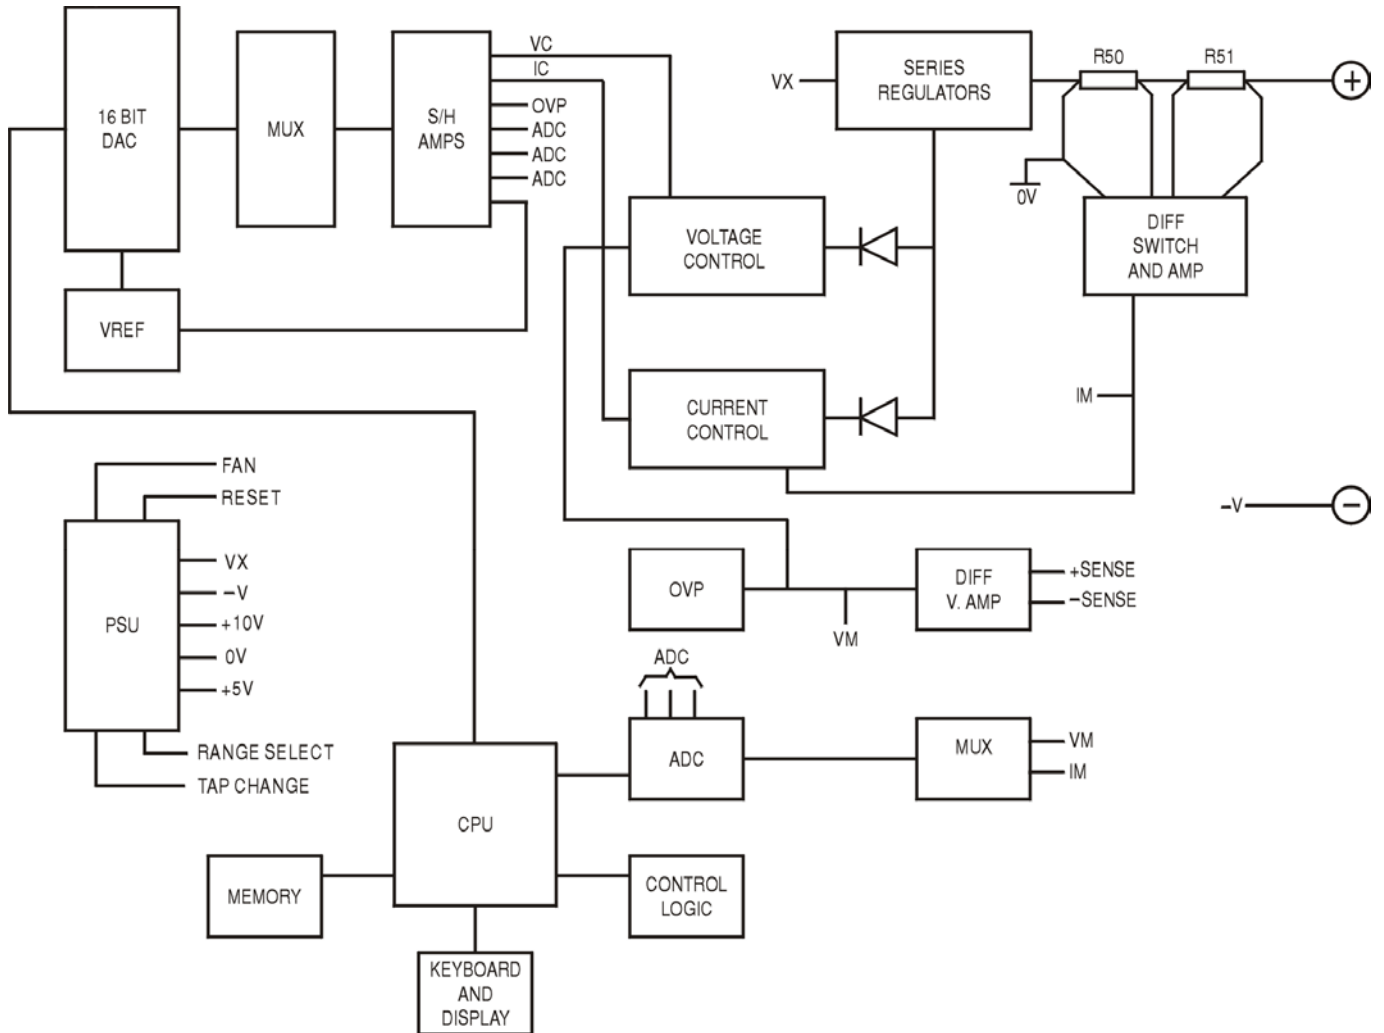 16 BIT
DAC
MUX
S/H
AMPS
VC
IC
OVP
ADC
ADC
ADC
VREF
VX
SERIES
REGULATORS
R50
R51
+
0V
DIFF
SWITCH
AND AMP
VOLTAGE
CONTROL
CURRENT
CONTROL
IM
–V
–
FAN
RESET
PSU
VX
–V
+10V
0V
+5V
RANGE SELECT
TAP CHANGE
OVP
VM
DIFF
V. AMP
+SENSE
–SENSE
ADC
ADC
MUX
VM
IM
CPU
MEMORY
CONTROL
LOGIC
KEYBOARD
AND
DISPLAY